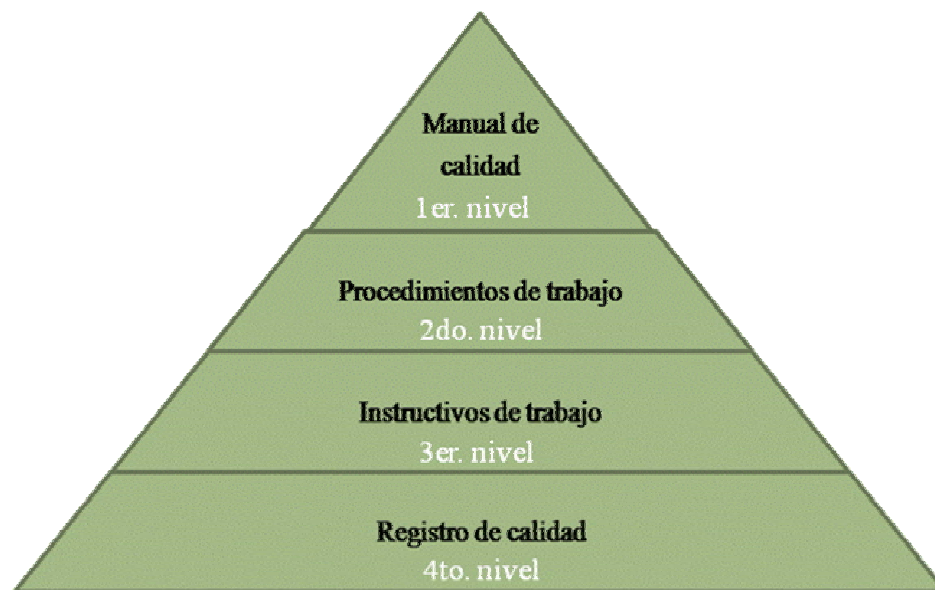 Manual de
calidad
1er. nivel
Procedimientos de trabajo
2do. nivel
Instructivos de trabajo
3er. nivel
Registro de calidad
4to. nivel